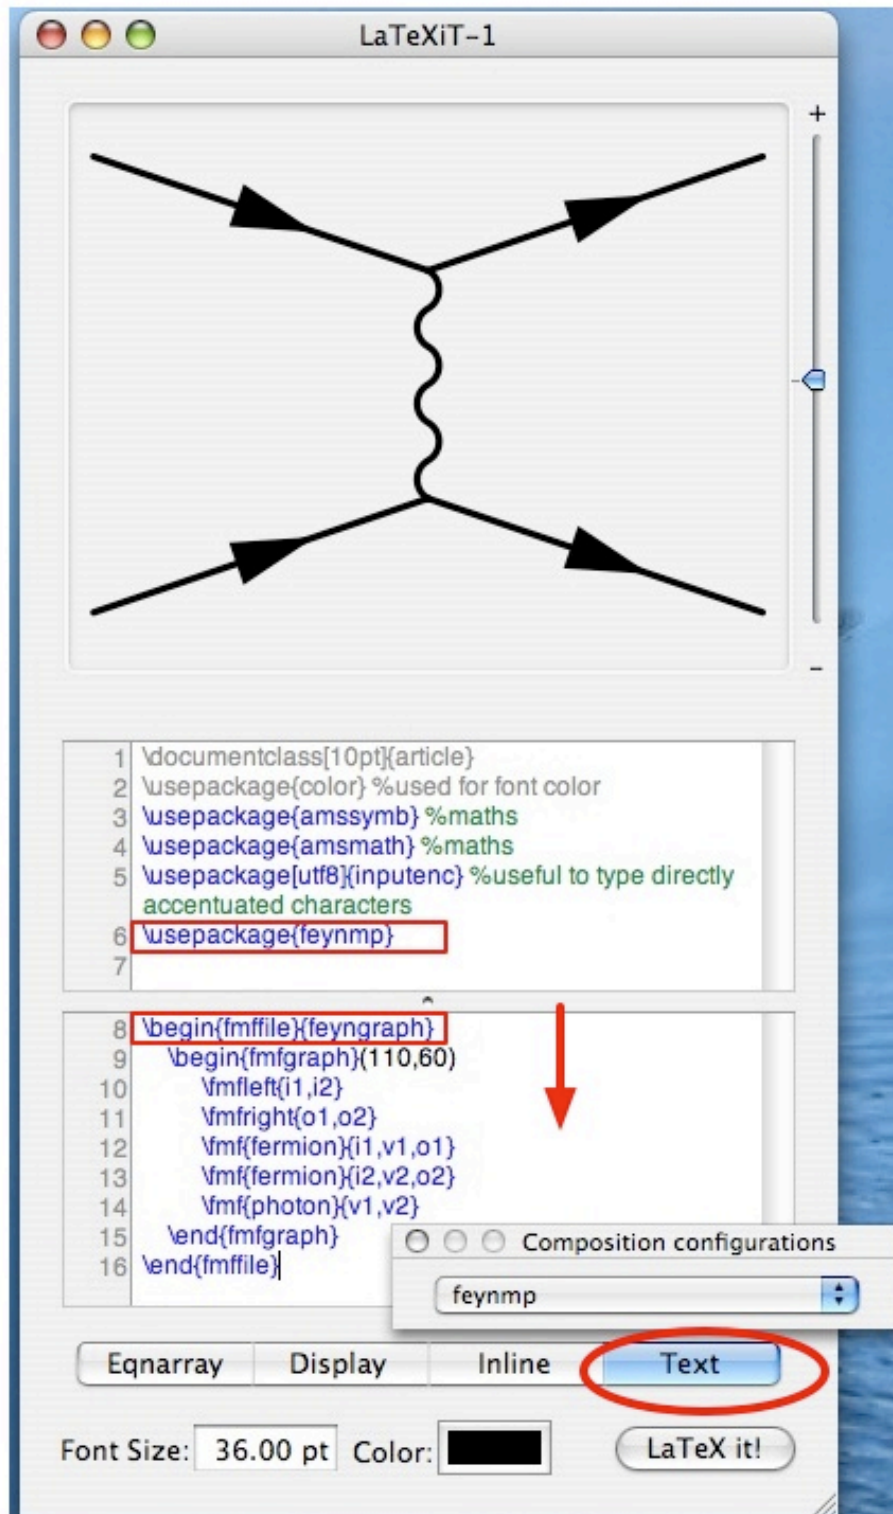 LaTeXiT-1
+
-
1 \documentclass[10pt]{article}
2 \usepackage{color} %used for font color
3 \usepackage{amssymb} %maths
4 \usepackage{amsmath} %maths
5 \usepackage[utf8]{inputenc} %useful to type directly
accentuated characters
6 \usepackage{feynmp}
7
8 \begin{fmffile}{feyngraph}
9 \begin{fmfgraph}(110,60)
10 \fmfleft{i1,i2}
11 \fmfright{o1,o2}
12 \fmf{fermion}{i1,v1,o1}
13 \fmf{fermion}{i2,v2,o2}
14 \fmf{photon}{v1,v2}
15 \end{fmfgraph}
16 \end{fmffile}
Composition configurations
feynmp
Eqnarray Display Inline Text
Font Size: 36.00 pt Color: LaTeX it!